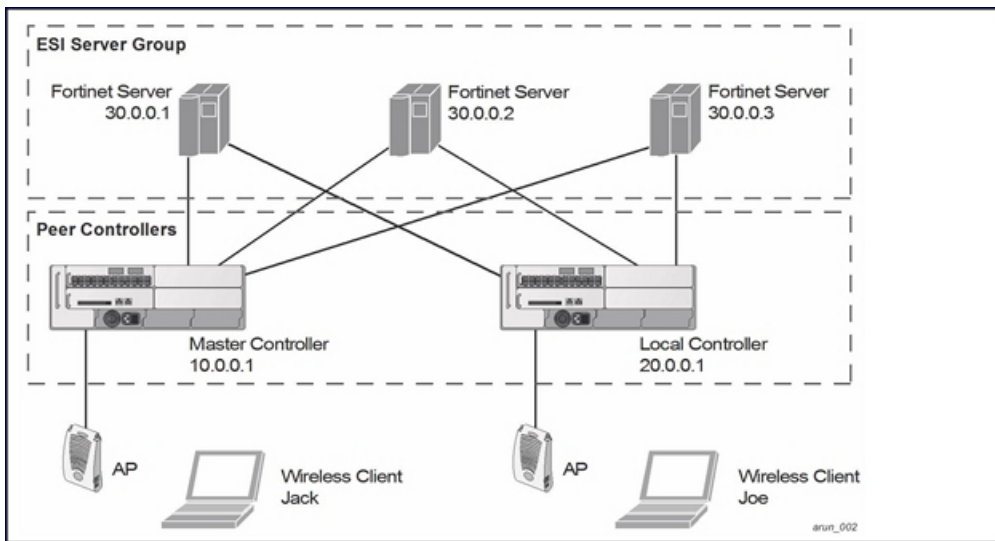 ESI Server Group
Fortinet Server
30.0.0.1
Fortinet Server
30.0.0.2
Fortinet Server
30.0.0.3
Peer Controllers
Master Controller
10.0.0.1
Local Controller
20.0.0.1
AP
Wireless Client
Jack
AP
Wireless Client
Joe
arun_002